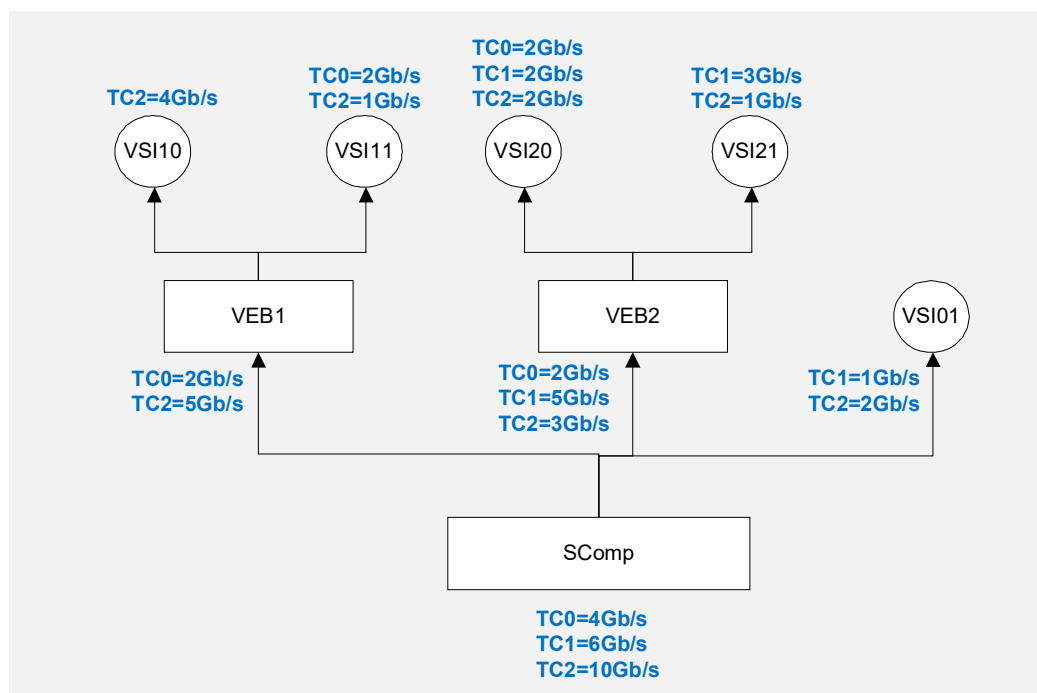 TC2=4Gb/s
TC0=2Gb/s
TC2=1Gb/s
TC0=2Gb/s
TC1=2Gb/s
TC2=2Gb/s
TC1=3Gb/s
TC2=1Gb/s
VSI10
VSI11
VSI20
VSI21
VEB1
VEB2
VSI01
TC0=2Gb/s
TC2=5Gb/s
TC0=2Gb/s
TC1=5Gb/s
TC2=3Gb/s
TC1=1Gb/s
TC2=2Gb/s
SComp
TC0=4Gb/s
TC1=6Gb/s
TC2=10Gb/s